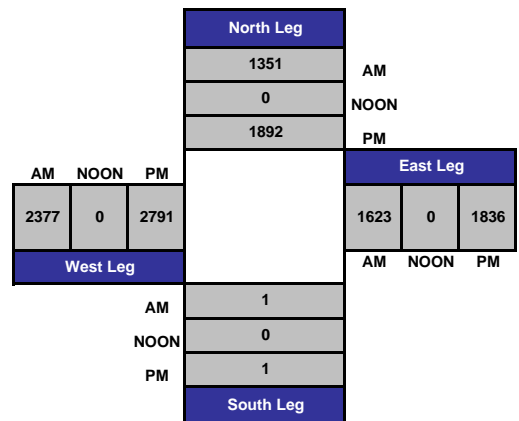 North Leg
1351 AM
0 NOON
1892 PM
AM NOON PM
East Leg
2377 0 2791
1623 0 1836
West Leg
AM NOON PM
AM 1
NOON 0
PM 1
South Leg